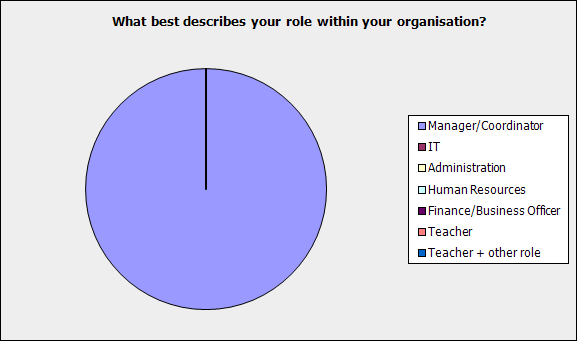 What best describes your role within your organisation?
Manager/Coordinator
IT
Administration
Human Resources
Finance/Business Officer
Teacher
Teacher + other role